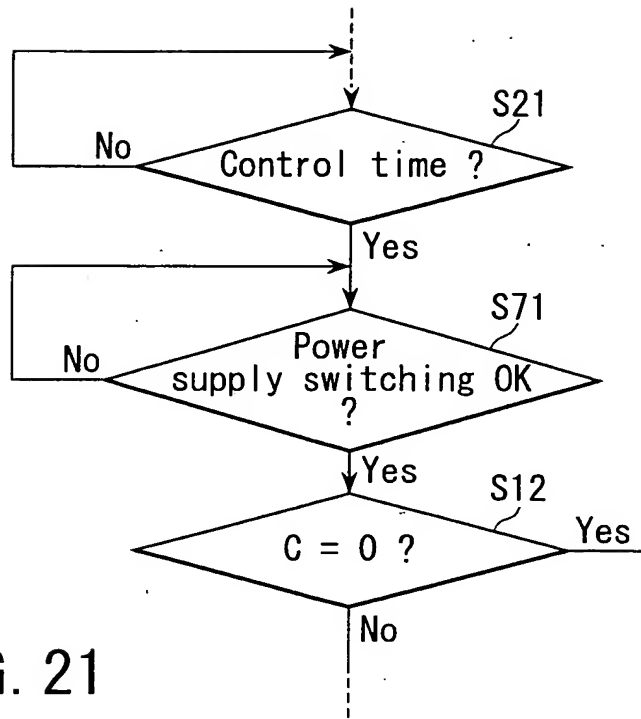 S21
No
Control time ?
Yes
S71
Power
No
supply switching OK
?
Yes
S12
Yes
C = 0 ?
No
G. 21